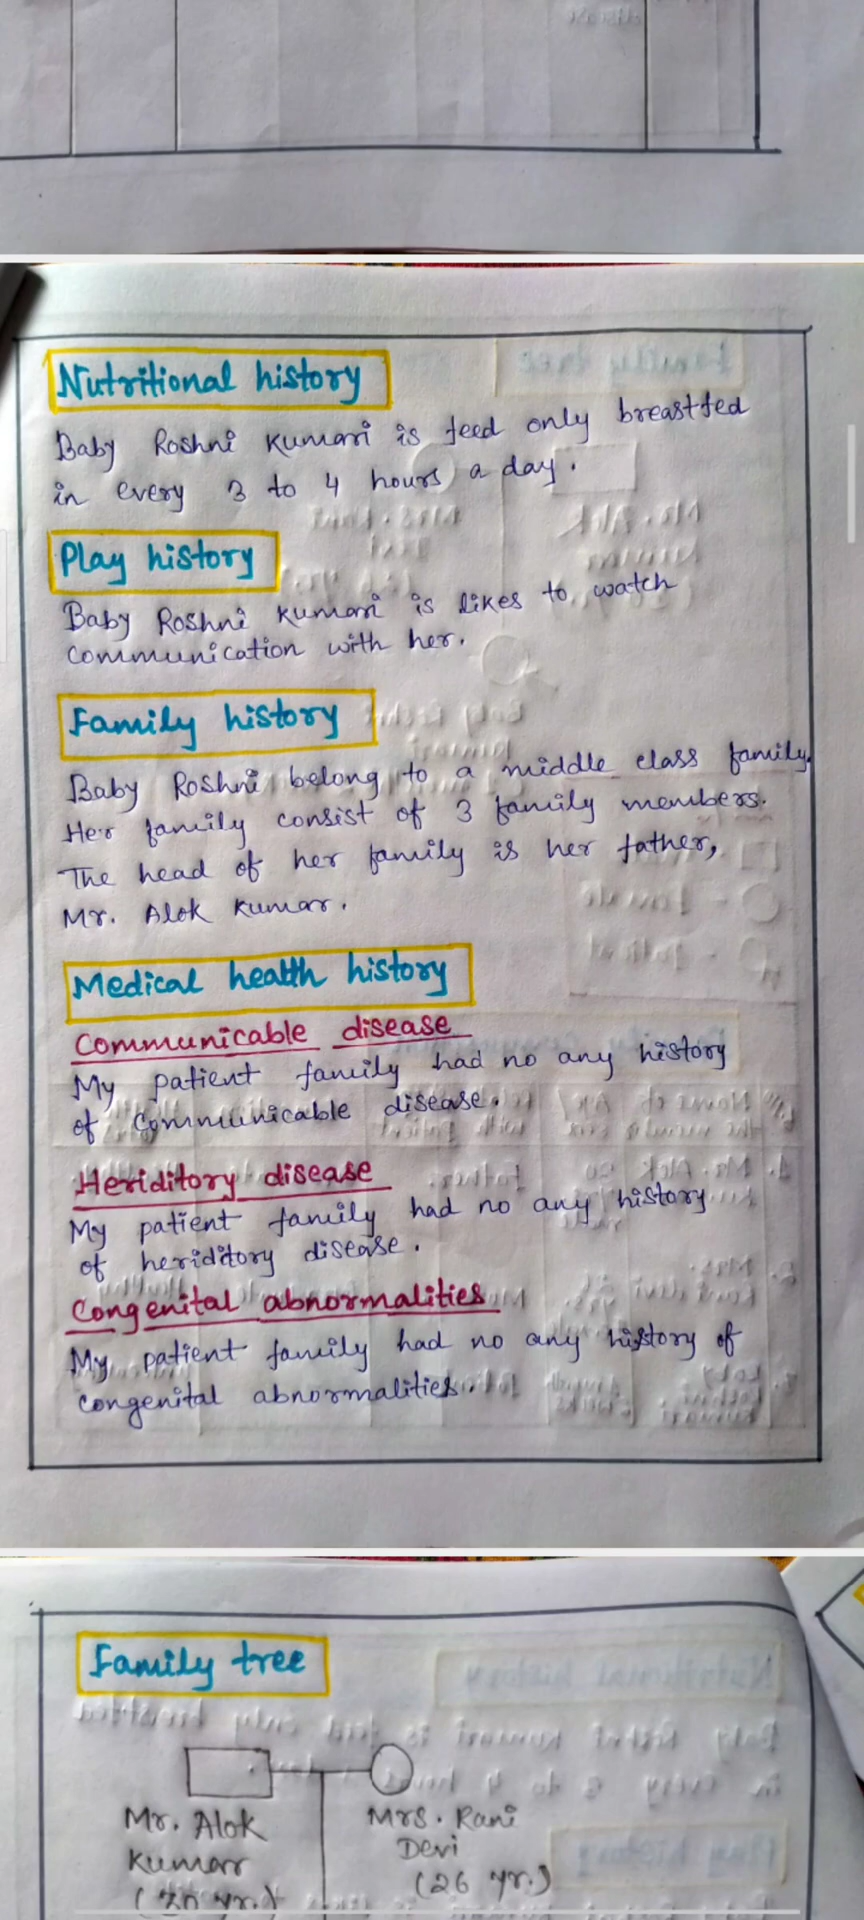 Nutritional history
Baby Roshni Kumari is feed only breastfed
in every 3 to 4 hours a day.
Play history
Baby Roshni Kumari is likes to watch
communication with her.
Family history
Baby Roshni belong to a middle class family.
Her family consist of 3 family members.
The head of her family is her father,
Mr. Alok Kumar.
Medical health history
Communicable disease
My patient family had no any history
of communicable disease.
Heriditory disease
My patient family had no any history
of heriditory disease.
Congenital abnormalities
My patient family had no any history of
congenital abnormalities.
Family tree
Mr. Alok
Kumar
(30 yr.)
Mrs. Rani
Devi
(26 yr.)